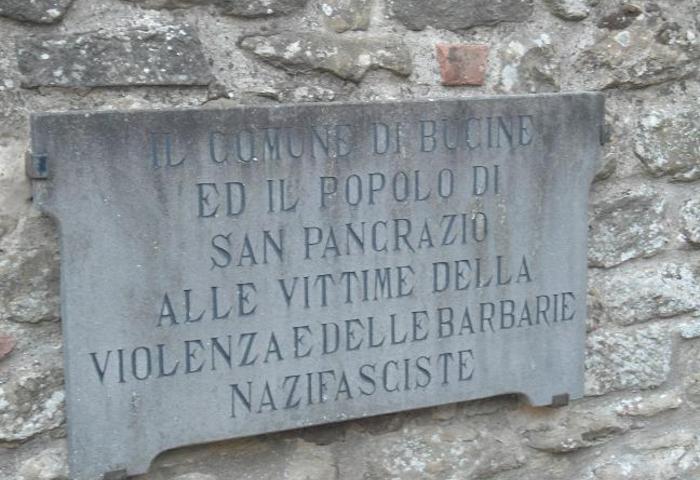 IL COMUNE DI BUCINE
ED IL POPOLO DI
SAN PANCRAZIO
ALLE VITTIME DELLA
VIOLENZA E DELLE BARBARIE
NAZIFASCISTE